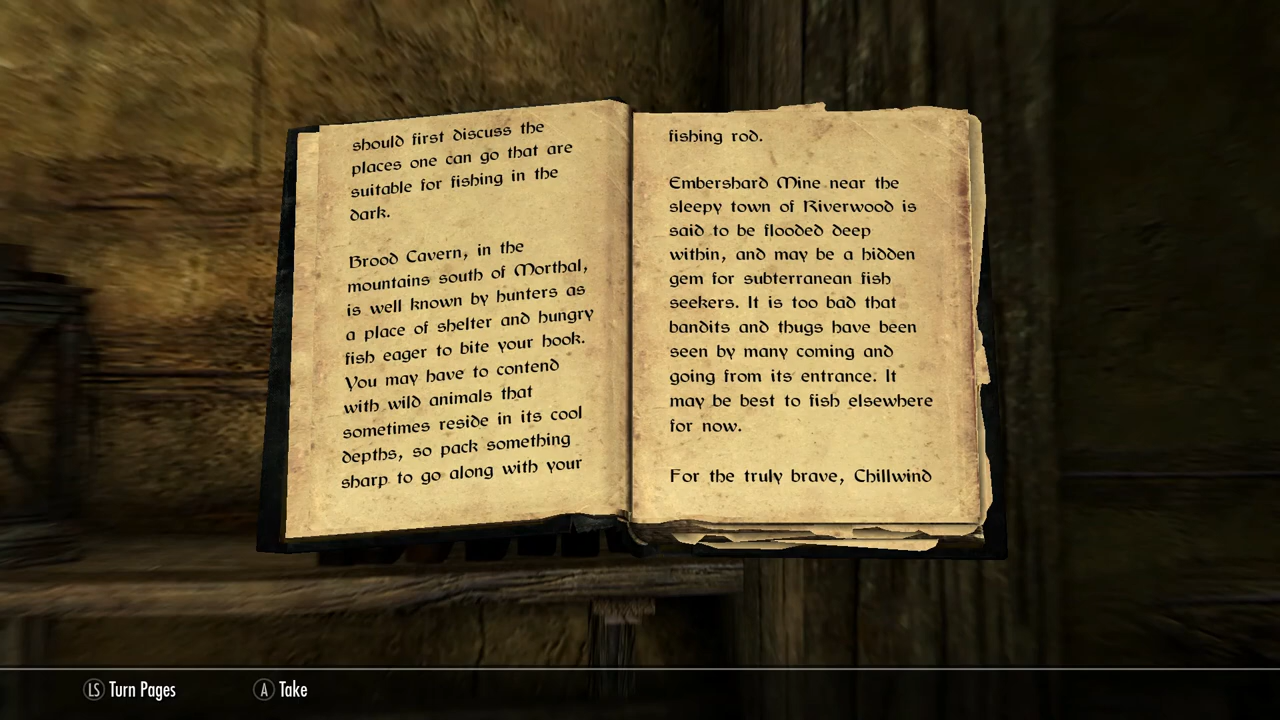 should first discuss the
places one can go that are
suitable for fishing in the
dark.
Brood Cavern, in the
mountains south of Morthal,
is well known by hunters as
a place of shelter and hungry
fish eager to bite your hook.
You may have to contend
with wild animals that
sometimes reside in its cool
depths, so pack something
sharp to go along with your
fishing rod.
Embershard Mine near the
sleepy town of Riverwood is
said to be flooded deep
within, and may be a hidden
gem for subterranean fish
seekers. It is too bad that
bandits and thugs have been
seen by many coming and
going from its entrance. It
may be best to fish elsewhere
for now.
For the truly brave, Chillwind
LS Turn Pages
A Take